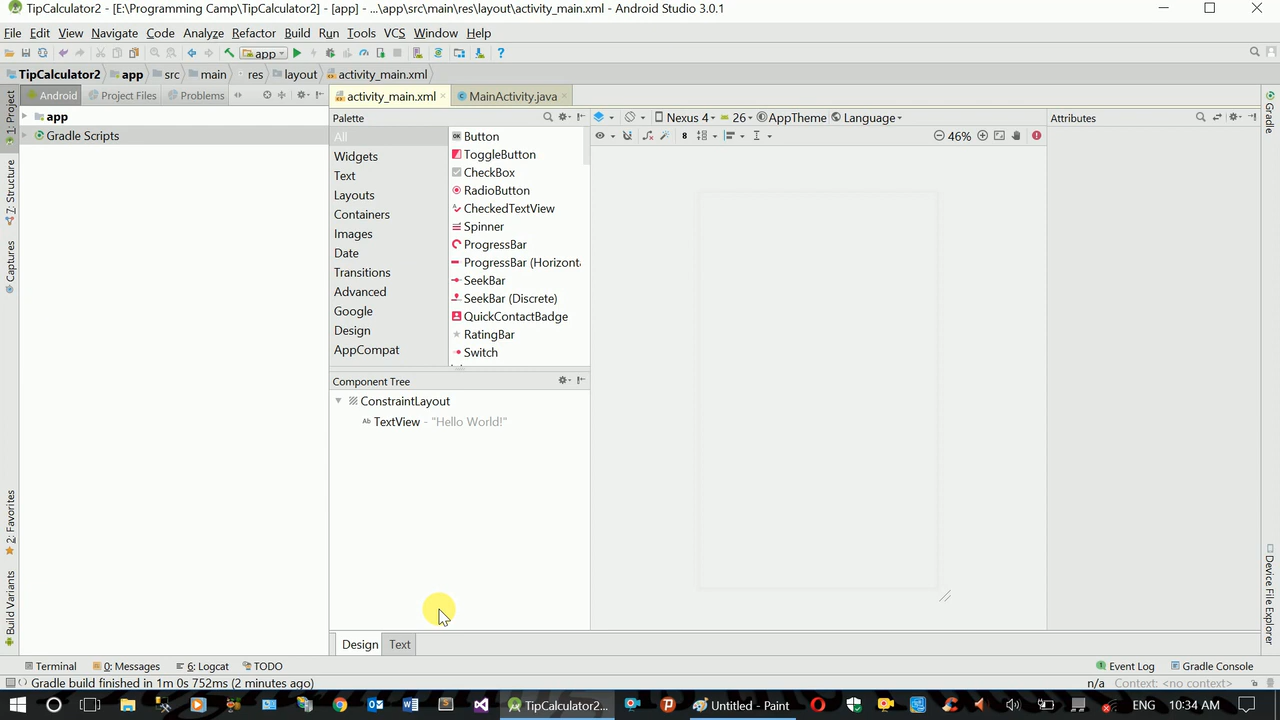 TipCalculator2 - [E:\Programming Camp\TipCalculator2] - [app] - ...\app\src\main\res\layout\activity_main.xml - Android Studio 3.0.1
File Edit View Navigate Code Analyze Refactor Build Run Tools VCS Window Help
app
TipCalculator2 app src main res layout activity_main.xml
Android Project Files Problems activity_main.xml MainActivity.java
1: Project
7: Structure
Captures
2: Favorites
Build Variants
app
Gradle Scripts
Palette
All
Widgets
Text
Layouts
Containers
Images
Date
Transitions
Advanced
Google
Design
AppCompat
Button
ToggleButton
CheckBox
RadioButton
CheckedTextView
Spinner
ProgressBar
ProgressBar (Horizonta
SeekBar
SeekBar (Discrete)
QuickContactBadge
RatingBar
Switch
Component Tree
ConstraintLayout
Ab TextView - "Hello World!"
Nexus 4 26 AppTheme Language
8 46%
Attributes
Gradle
Device File Explorer
Design Text
Terminal 0: Messages 6: Logcat TODO Event Log Gradle Console
Gradle build finished in 1m 0s 752ms (2 minutes ago) n/a Context: <no context>
TipCalculator2... Untitled - Paint ENG 10:34 AM